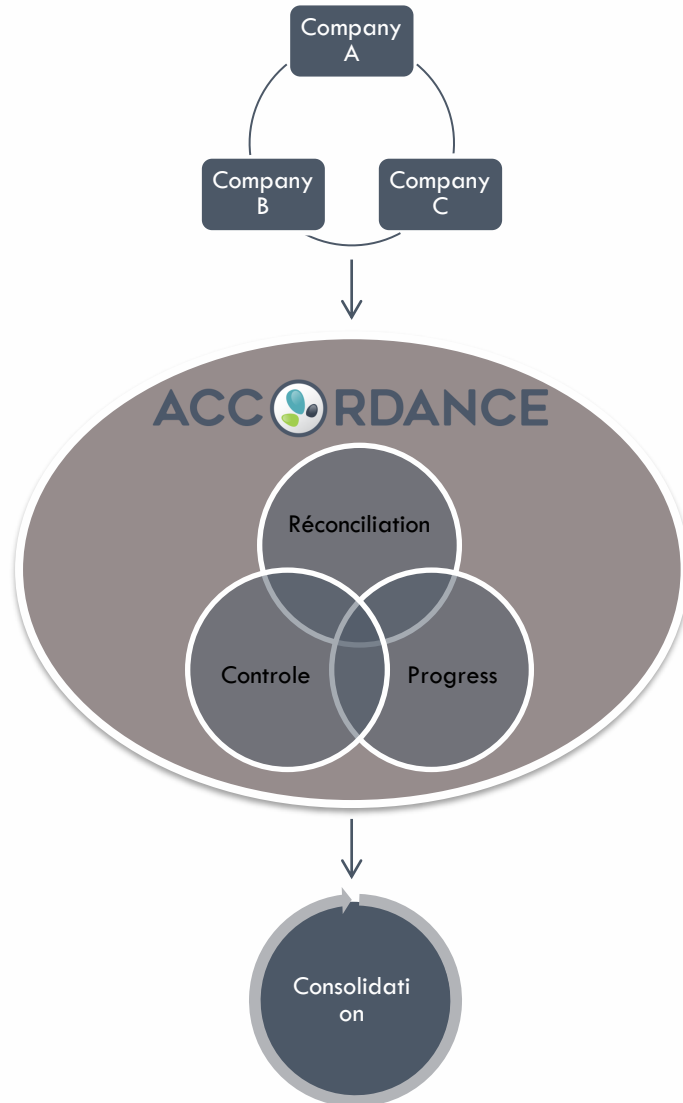 Company
A
Company
B
Company
C
ACCORDANCE
Réconciliation
Controle
Progress
Consolidati
on